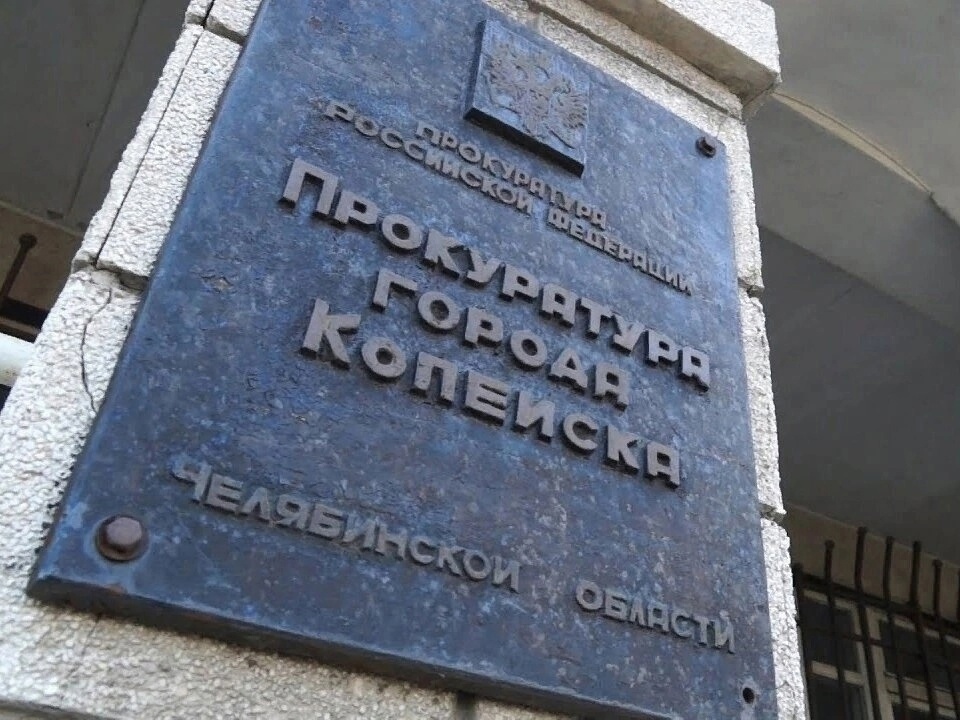 ПРОКУРАТУРА
РОССИЙСКОЙ ФЕДЕРАЦИИ
ПРОКУРАТУРА
ГОРОДА
КОПЕЙСКА
ЧЕЛЯБИНСКОЙ ОБЛАСТИ